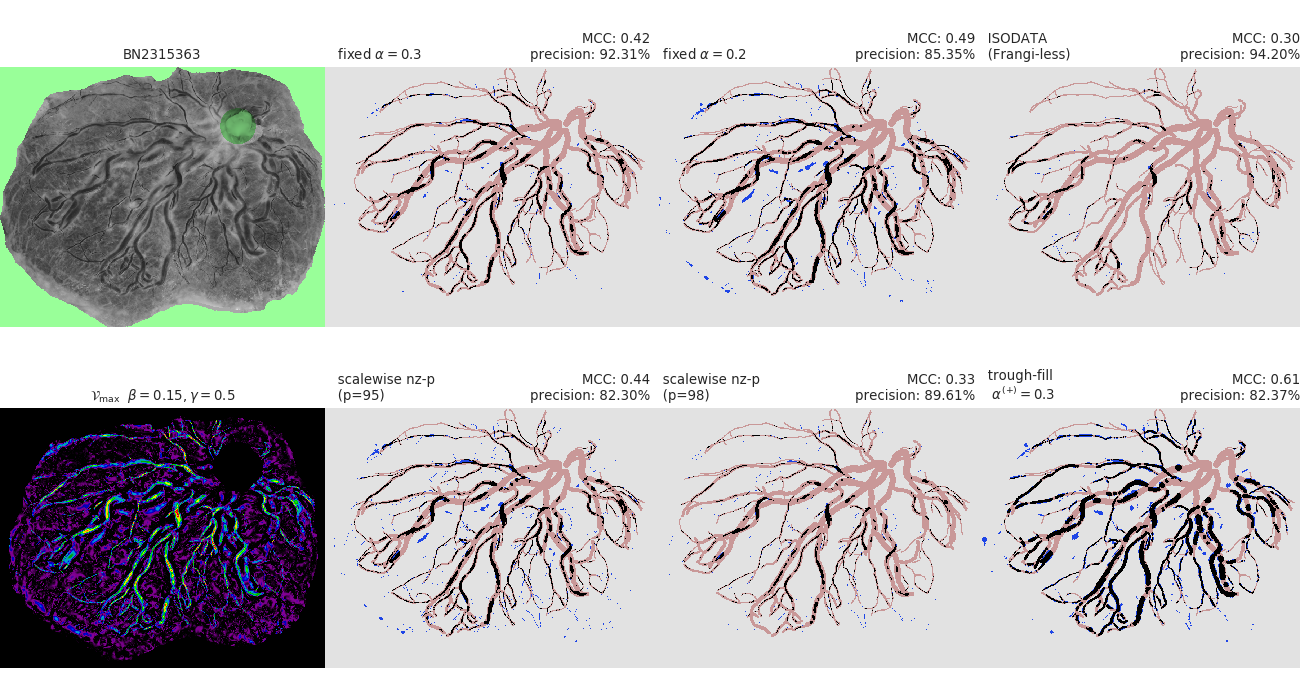 BN2315363
fixed α = 0.3
MCC: 0.42
precision: 92.31%
fixed α = 0.2
MCC: 0.49
precision: 85.35%
ISODATA
(Frangi-less)
MCC: 0.30
precision: 94.20%
𝒱max β = 0.15, γ = 0.5
scalewise nz-p
(p=95)
MCC: 0.44
precision: 82.30%
scalewise nz-p
(p=98)
MCC: 0.33
precision: 89.61%
trough-fill
α(+) = 0.3
MCC: 0.61
precision: 82.37%